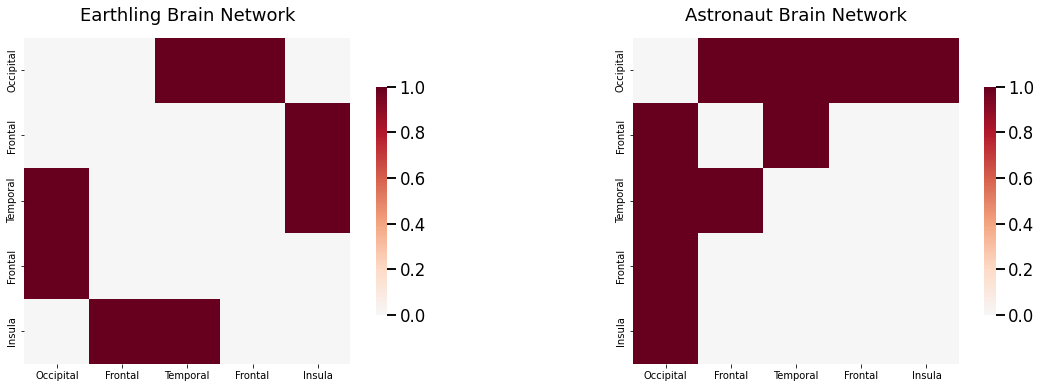 Earthling Brain Network
Astronaut Brain Network
Occipital
Frontal
Temporal
Frontal
Insula
Occipital Frontal Temporal Frontal Insula
1.0
0.8
0.6
0.4
0.2
0.0
Occipital
Frontal
Temporal
Frontal
Insula
Occipital Frontal Temporal Frontal Insula
1.0
0.8
0.6
0.4
0.2
0.0